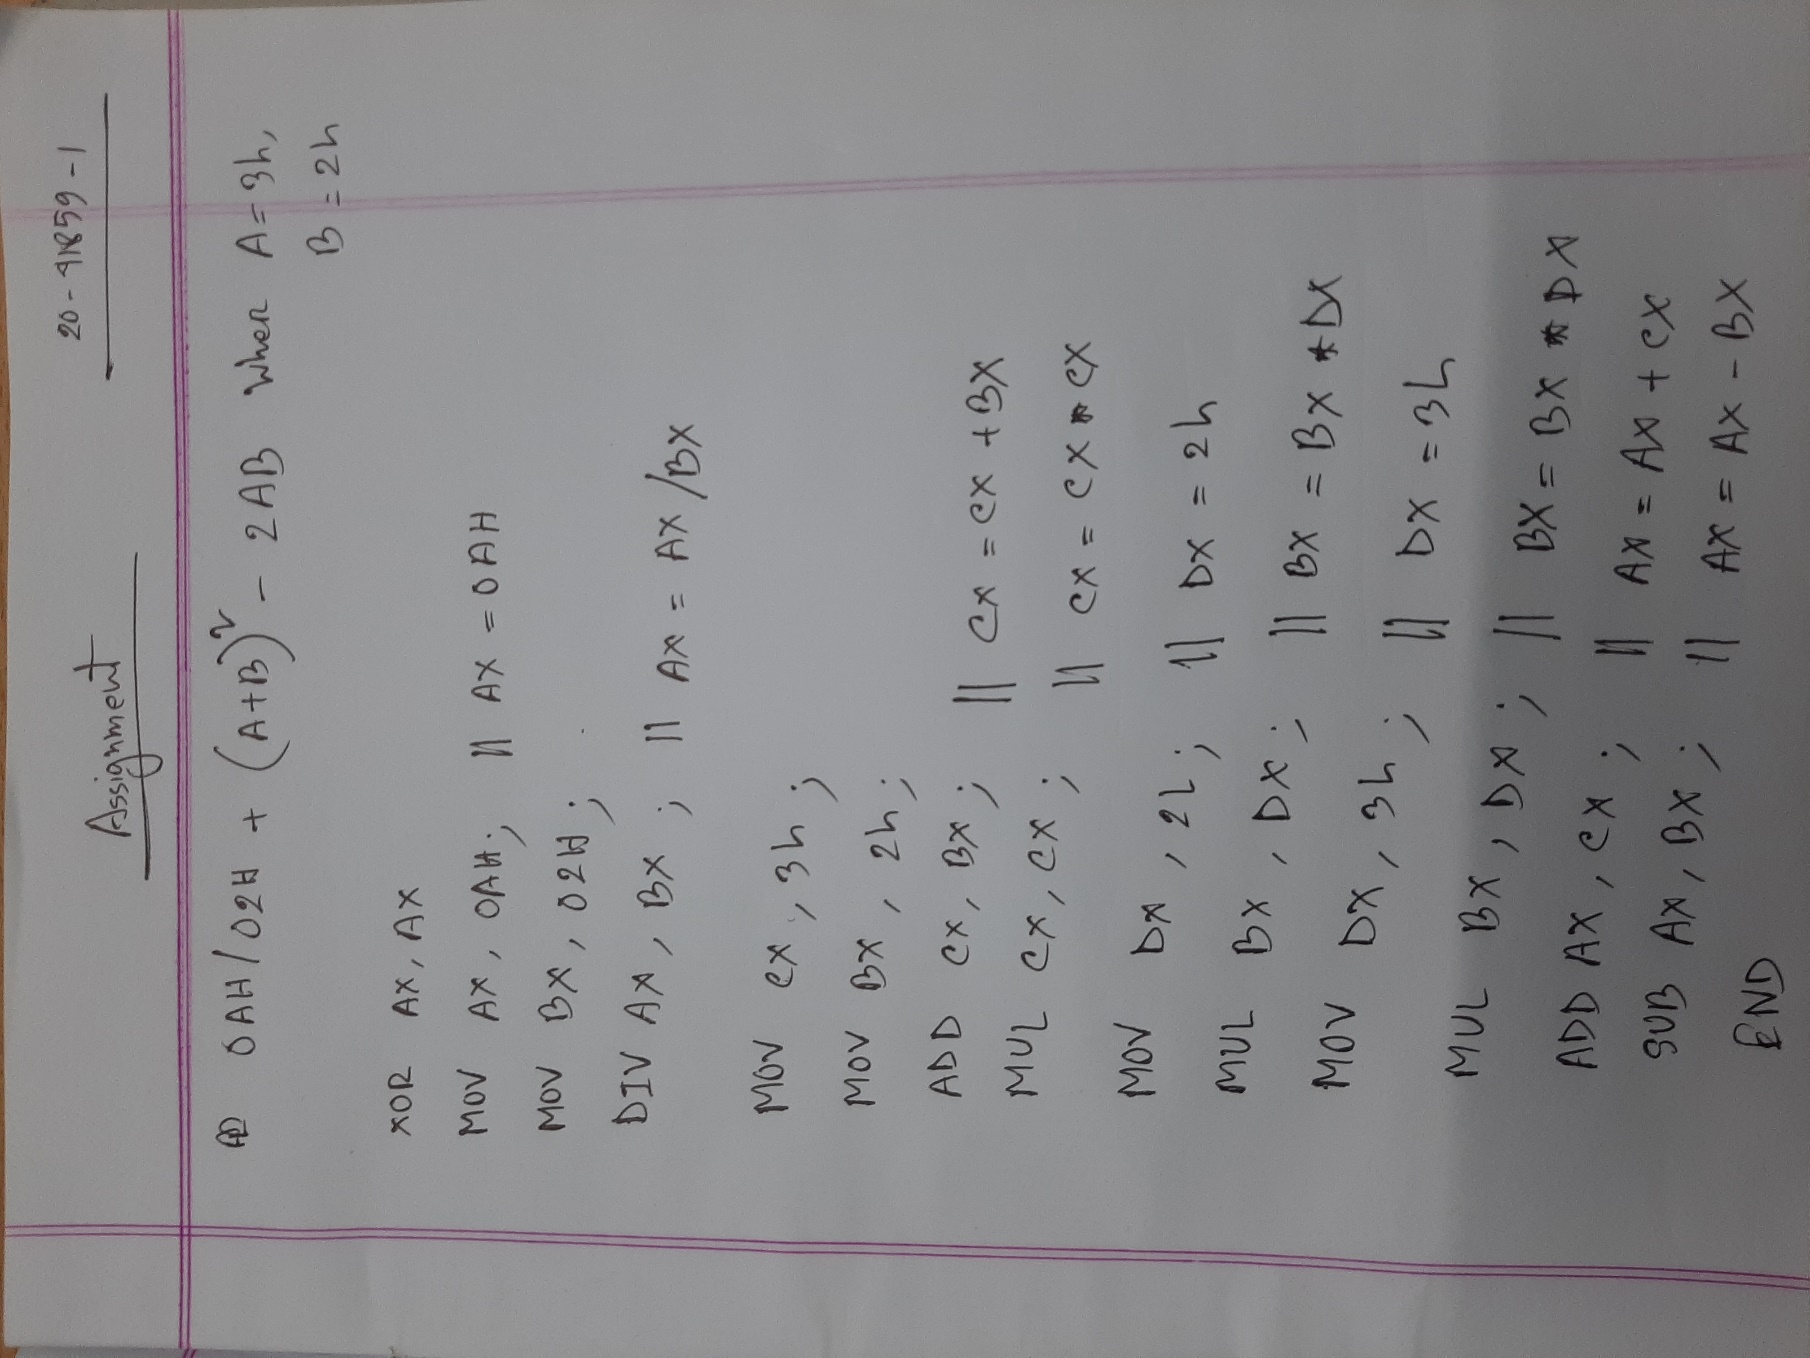 20-41859-1
Assignment
0AH/02H + (A+B)² - 2AB When A=3h,
B=2h
XOR AX, AX
MOV AX, 0AH; // AX = 0AH
MOV BX, 02H;
DIV AX, BX; // AX = AX/BX
MOV CX, 3h;
MOV BX, 2h;
ADD CX, BX; // CX = CX + BX
MUL CX, CX; // CX = CX * CX
MOV DX, 2h; // DX = 2h
MUL BX, DX; // BX = BX * DX
MOV DX, 3h; // DX = 3h
MUL BX, DX; // BX = BX * DX
ADD AX, CX; // AX = AX + CX
SUB AX, BX; // AX = AX - BX
END